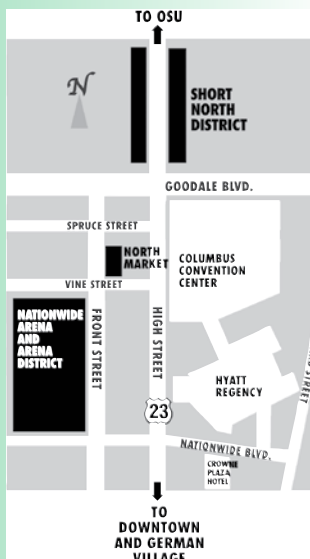 TO OSU
N
SHORT
NORTH
DISTRICT
GOODALE BLVD.
SPRUCE STREET
NORTH
MARKET
COLUMBUS
CONVENTION
CENTER
VINE STREET
NATIONWIDE
ARENA
AND
ARENA
DISTRICT
FRONT STREET
HIGH STREET
HYATT
REGENCY
23
NATIONWIDE BLVD.
CROWNE
PLAZA
HOTEL
TO
DOWNTOWN
AND GERMAN
VILLAGE